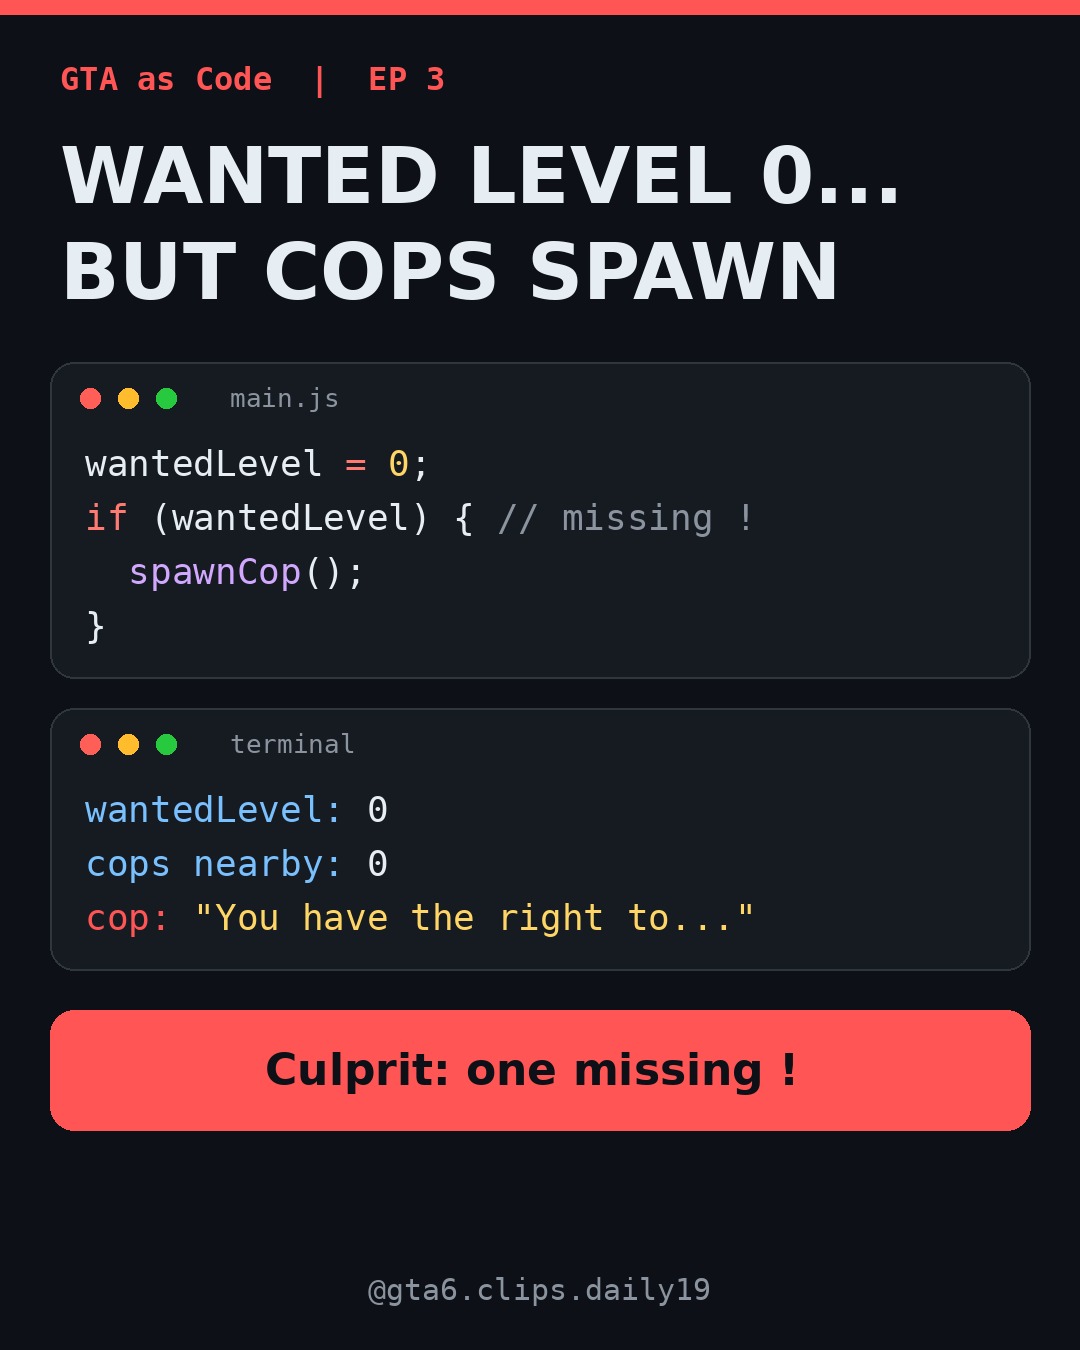 GTA as Code  |  EP 3
WANTED LEVEL 0...
BUT COPS SPAWN
main.js
wantedLevel = 0;
if (wantedLevel) { // missing !
  spawnCop();
}
terminal
wantedLevel: 0
cops nearby: 0
cop: "You have the right to..."
Culprit: one missing !
@gta6.clips.daily19